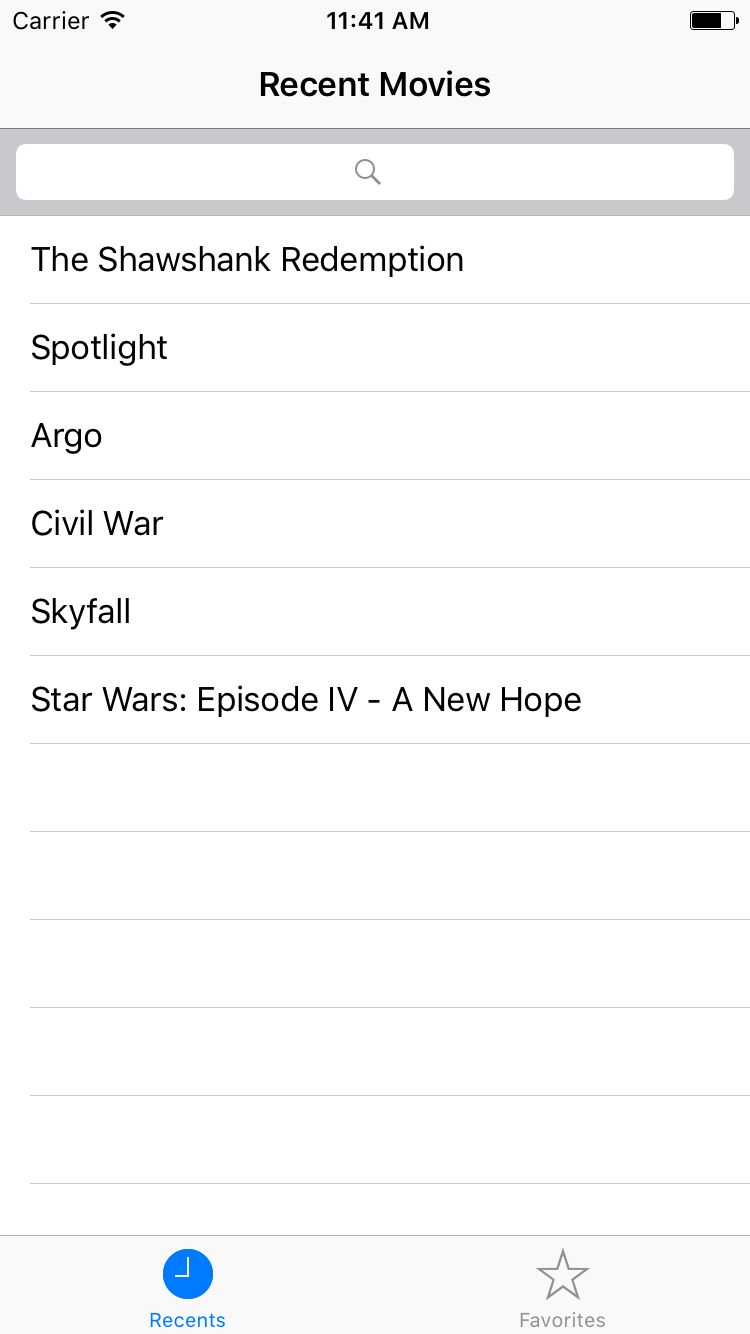 Carrier 11:41 AM
Recent Movies
The Shawshank Redemption
Spotlight
Argo
Civil War
Skyfall
Star Wars: Episode IV - A New Hope
Recents Favorites